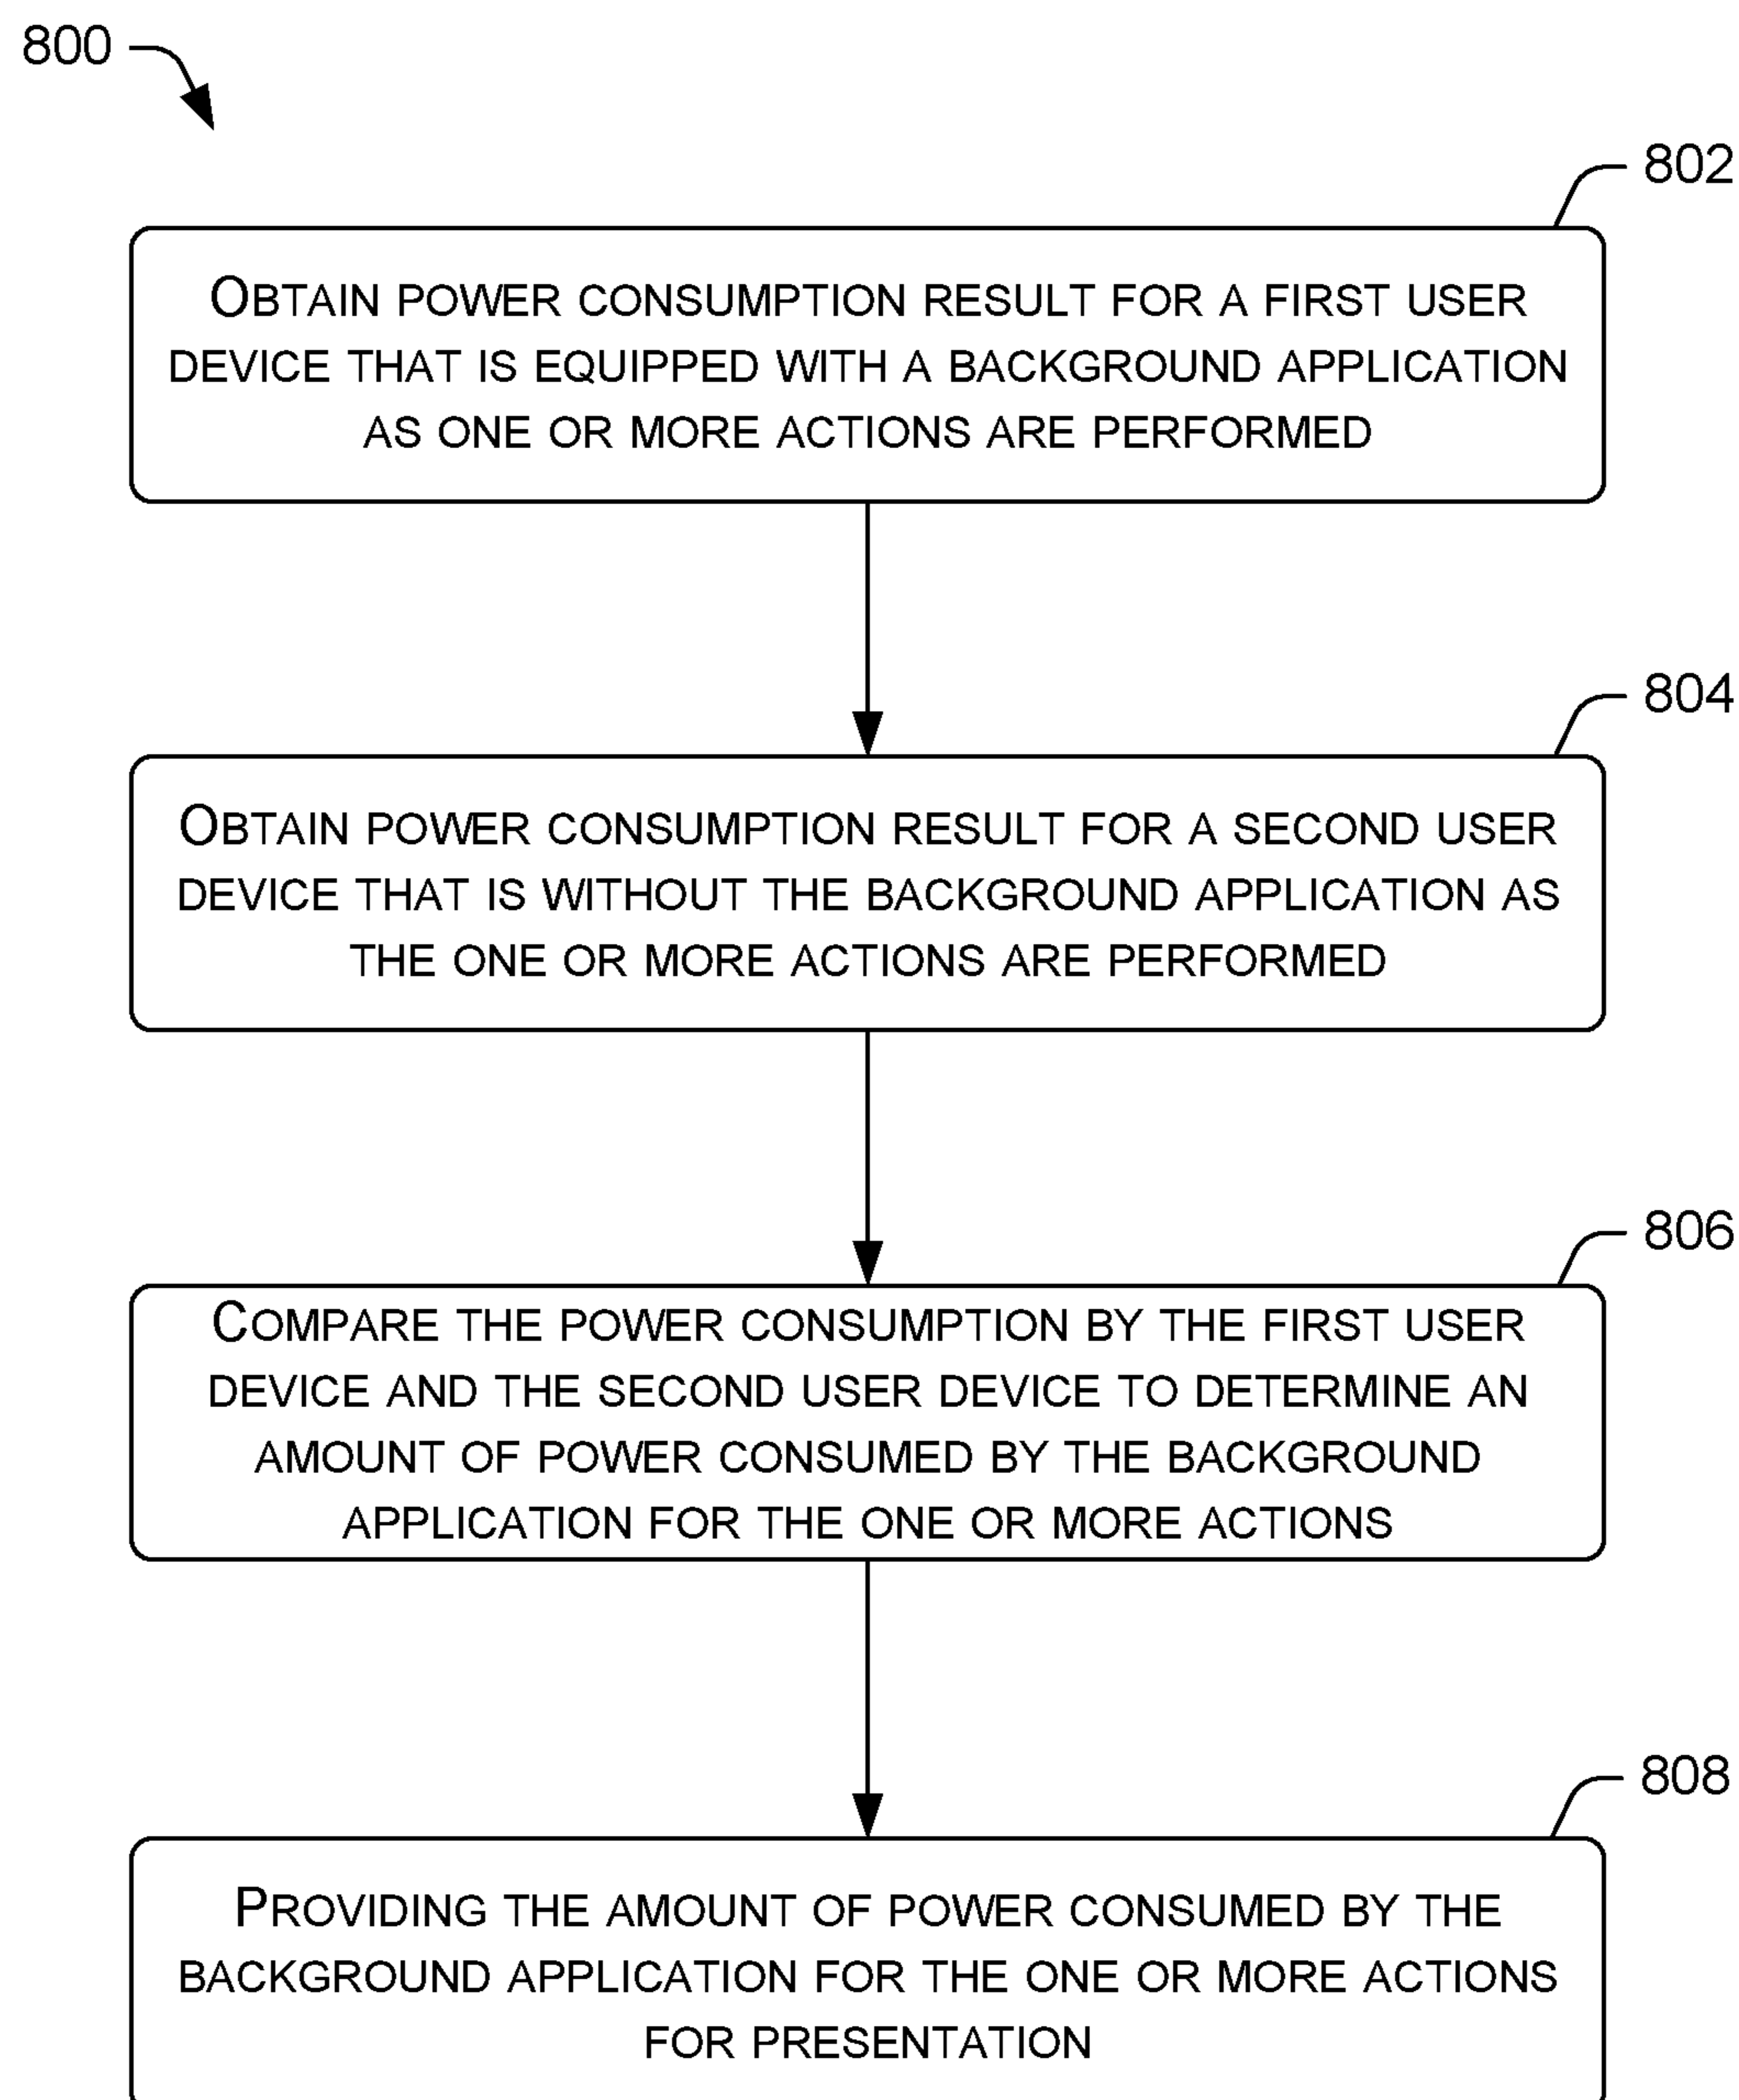 800
802
OBTAIN POWER CONSUMPTION RESULT FOR A FIRST USER
DEVICE THAT IS EQUIPPED WITH A BACKGROUND APPLICATION
AS ONE OR MORE ACTIONS ARE PERFORMED
804
OBTAIN POWER CONSUMPTION RESULT FOR A SECOND USER
DEVICE THAT IS WITHOUT THE BACKGROUND APPLICATION AS
THE ONE OR MORE ACTIONS ARE PERFORMED
806
COMPARE THE POWER CONSUMPTION BY THE FIRST USER
DEVICE AND THE SECOND USER DEVICE TO DETERMINE AN
AMOUNT OF POWER CONSUMED BY THE BACKGROUND
APPLICATION FOR THE ONE OR MORE ACTIONS
808
PROVIDING THE AMOUNT OF POWER CONSUMED BY THE
BACKGROUND APPLICATION FOR THE ONE OR MORE ACTIONS
FOR PRESENTATION